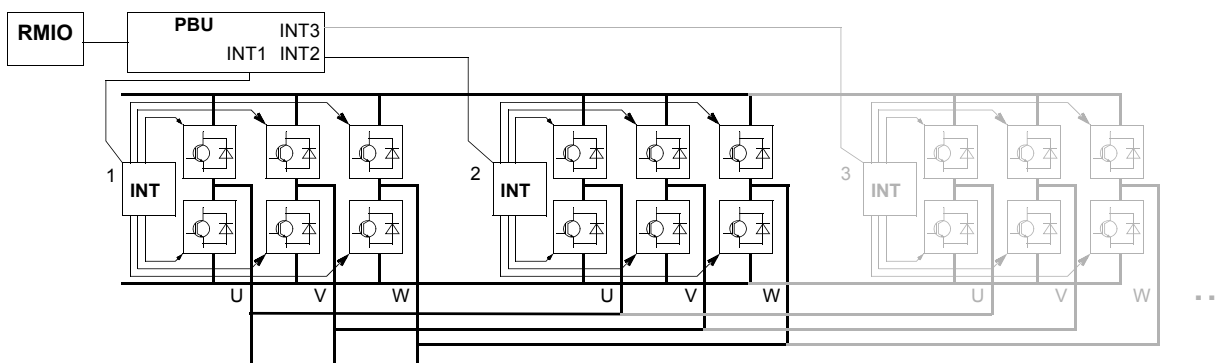 RMIO
PBU
INT3
INT1 INT2
1
INT
2
INT
3
INT
U V W
U V W
U V W
..